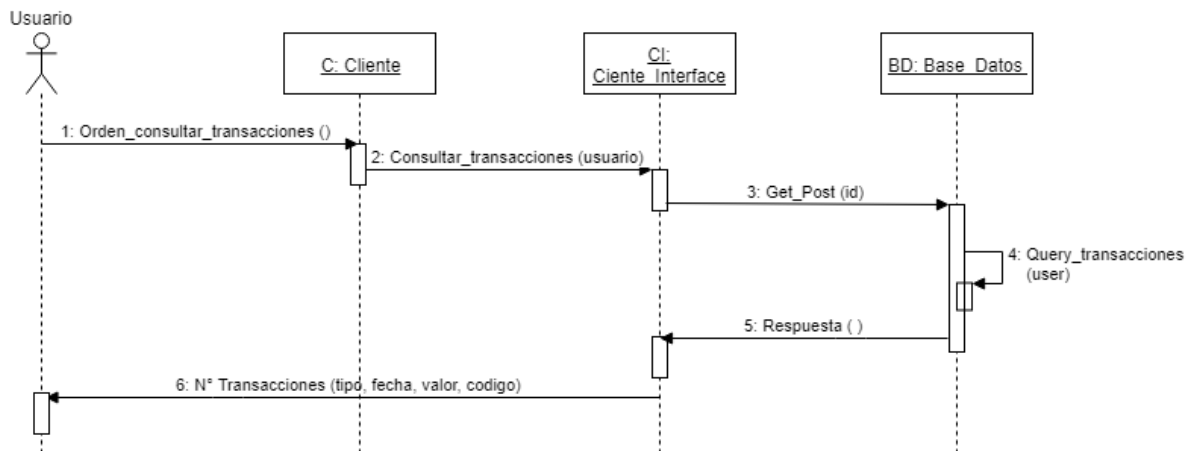 Usuario
C: Cliente
CI:
Ciente_Interface
BD: Base_Datos
1: Orden_consultar_transacciones ()
2: Consultar_transacciones (usuario)
3: Get_Post (id)
4: Query_transacciones
(user)
5: Respuesta ( )
6: N° Transacciones (tipo, fecha, valor, codigo)